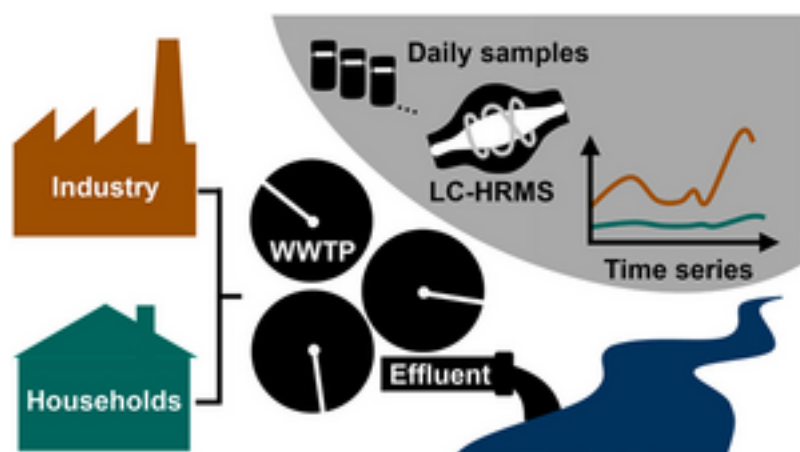 Daily samples
...
LC-HRMS
Time series
Industry
WWTP
Effluent
Households